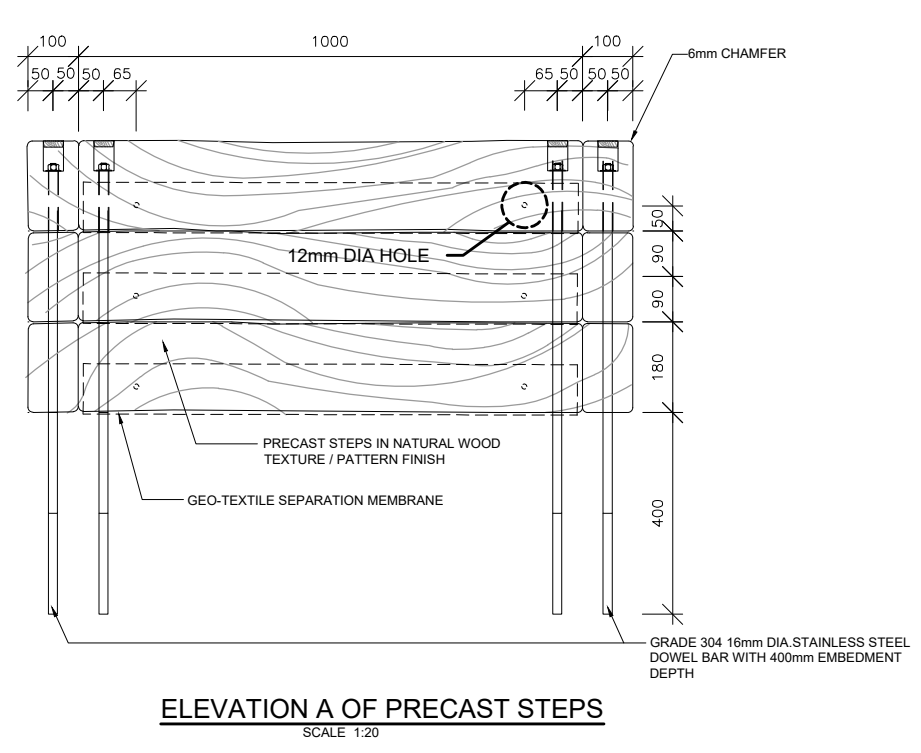 100
1000
100
50
50
50
65
65
50
50
50
6mm CHAMFER
50
12mm DIA HOLE
90
90
180
PRECAST STEPS IN NATURAL WOOD
TEXTURE / PATTERN FINISH
GEO-TEXTILE SEPARATION MEMBRANE
400
GRADE 304 16mm DIA.STAINLESS STEEL
DOWEL BAR WITH 400mm EMBEDMENT
DEPTH
ELEVATION A OF PRECAST STEPS
SCALE 1:20